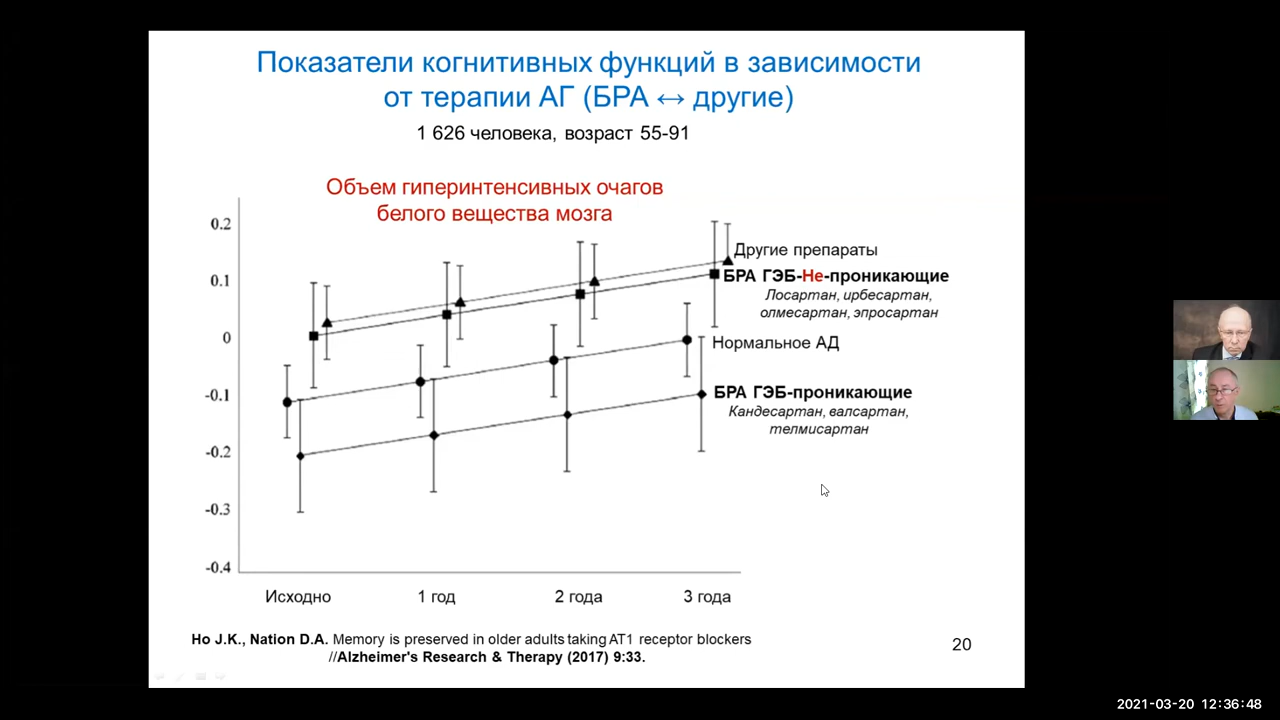 Показатели когнитивных функций в зависимости
от терапии АГ (БРА ↔ другие)
1 626 человека, возраст 55-91
Объем гиперинтенсивных очагов
белого вещества мозга
0.2
0.1
0
-0.1
-0.2
-0.3
-0.4
Другие препараты
БРА ГЭБ-Не-проникающие
Лосартан, ирбесартан,
олмесартан, эпросартан
Нормальное АД
БРА ГЭБ-проникающие
Кандесартан, валсартан,
телмисартан
Исходно 1 год 2 года 3 года
Ho J.K., Nation D.A. Memory is preserved in older adults taking AT1 receptor blockers
//Alzheimer's Research & Therapy (2017) 9:33.
20
2021-03-20 12:36:48